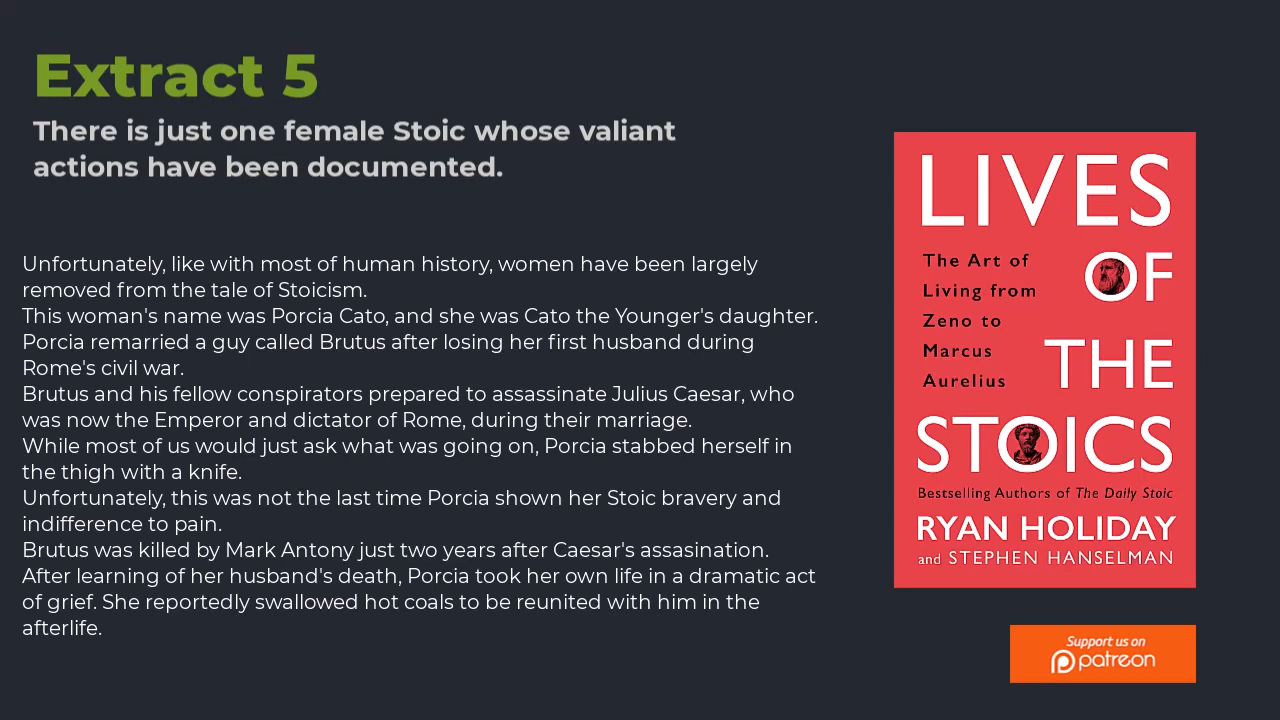 Extract 5
There is just one female Stoic whose valiant
actions have been documented.
Unfortunately, like with most of human history, women have been largely
removed from the tale of Stoicism.
This woman's name was Porcia Cato, and she was Cato the Younger's daughter.
Porcia remarried a guy called Brutus after losing her first husband during
Rome's civil war.
Brutus and his fellow conspirators prepared to assassinate Julius Caesar, who
was now the Emperor and dictator of Rome, during their marriage.
While most of us would just ask what was going on, Porcia stabbed herself in
the thigh with a knife.
Unfortunately, this was not the last time Porcia shown her Stoic bravery and
indifference to pain.
Brutus was killed by Mark Antony just two years after Caesar's assasination.
After learning of her husband's death, Porcia took her own life in a dramatic act
of grief. She reportedly swallowed hot coals to be reunited with him in the
afterlife.
LIVES
OF
THE
STOICS
The Art of
Living from
Zeno to
Marcus
Aurelius
Bestselling Authors of The Daily Stoic
RYAN HOLIDAY
and STEPHEN HANSELMAN
Support us on
patreon